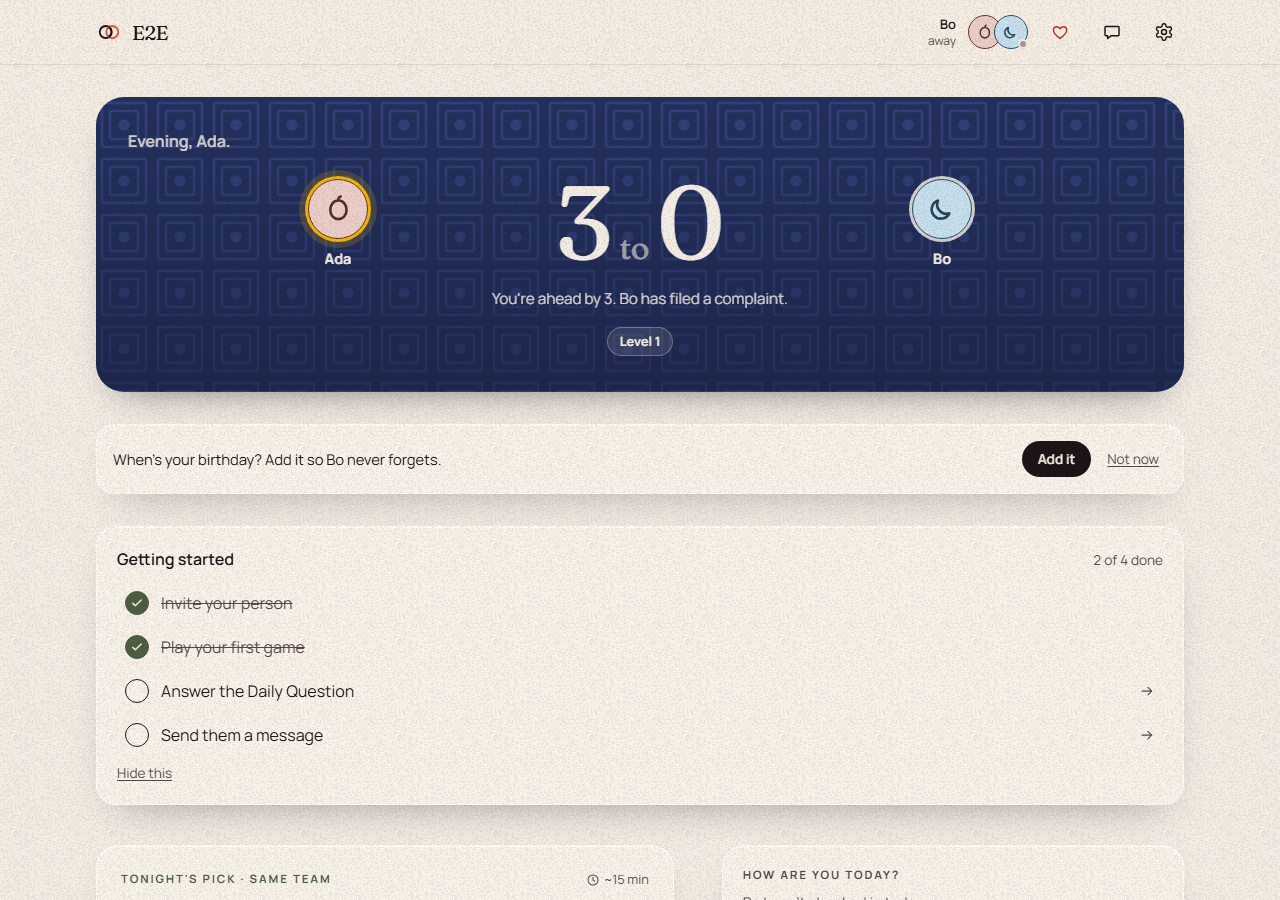 E2E
Bo
away
Evening, Ada.
3 to 0
Ada
Bo
You're ahead by 3. Bo has filed a complaint.
Level 1
When's your birthday? Add it so Bo never forgets.
Add it
Not now
Getting started
2 of 4 done
Invite your person
Play your first game
Answer the Daily Question
Send them a message
Hide this
TONIGHT'S PICK · SAME TEAM
~15 min
HOW ARE YOU TODAY?